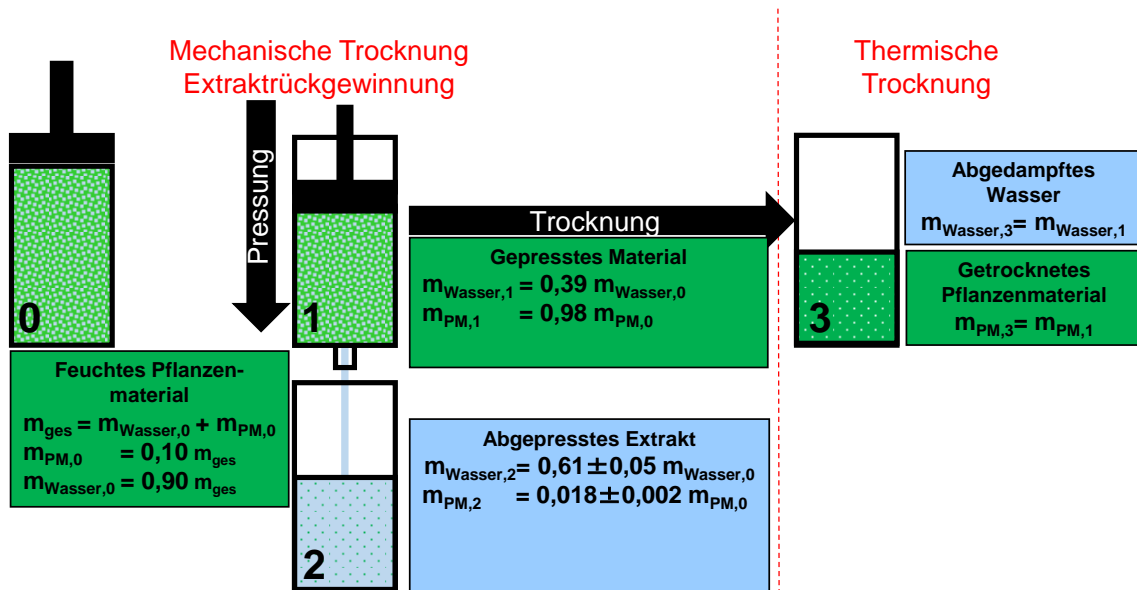 Mechanische Trocknung
Extraktrückgewinnung
Thermische
Trocknung
Pressung
0
1
Trocknung
3
Abgedampftes
Wasser
mWasser,3= mWasser,1
Gepresstes Material
mWasser,1 = 0,39 mWasser,0
mPM,1 = 0,98 mPM,0
Getrocknetes
Pflanzenmaterial
mPM,3= mPM,1
Feuchtes Pflanzen-
material
mges = mWasser,0 + mPM,0
mPM,0 = 0,10 mges
mWasser,0 = 0,90 mges
2
Abgepresstes Extrakt
mWasser,2= 0,61±0,05 mWasser,0
mPM,2 = 0,018±0,002 mPM,0